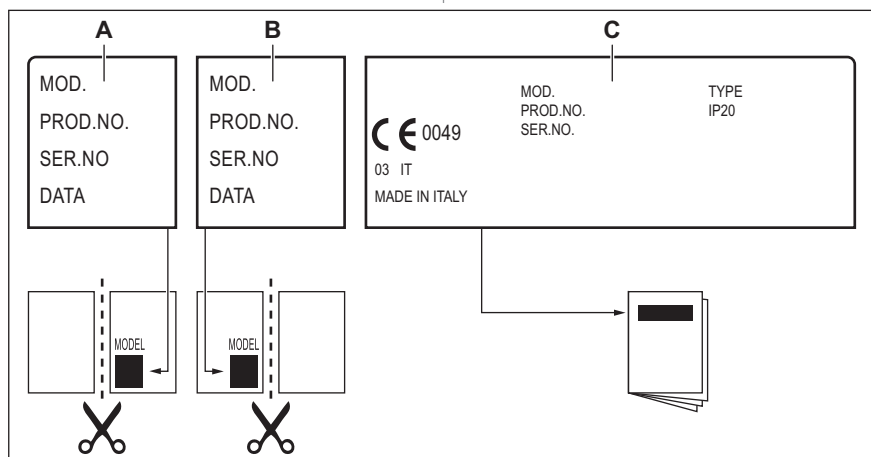 A
B
C
MOD.
PROD.NO.
SER.NO
DATA
MOD.
PROD.NO.
SER.NO
DATA
CE 0049
03 IT
MADE IN ITALY
MOD.
PROD.NO.
SER.NO.
TYPE
IP20
MODEL
MODEL